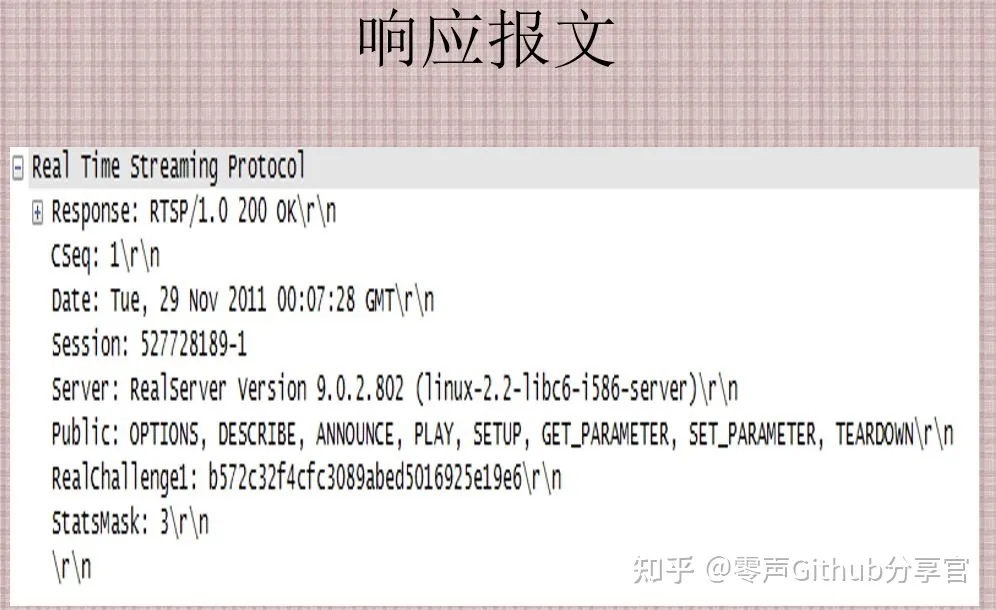 响应报文
Real Time Streaming Protocol
Response: RTSP/1.0 200 OK\r\n
CSeq: 1\r\n
Date: Tue, 29 Nov 2011 00:07:28 GMT\r\n
Session: 527728189-1
Server: RealServer Version 9.0.2.802 (linux-2.2-libc6-i586-server)\r\n
Public: OPTIONS, DESCRIBE, ANNOUNCE, PLAY, SETUP, GET_PARAMETER, SET_PARAMETER, TEARDOWN\r\n
RealChallenge1: b572c32f4cfc3089abed5016925e19e6\r\n
StatsMask: 3\r\n
\r\n
知乎 @零声Github分享官